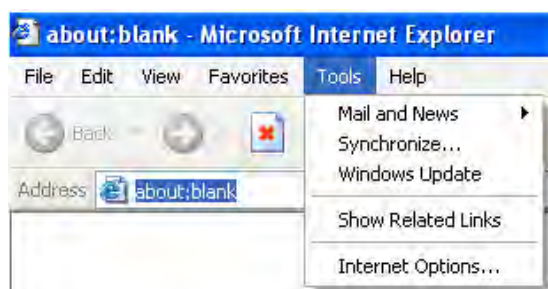 about:blank - Microsoft Internet Explorer
File Edit View Favorites Tools Help
Back
Address about:blank
Mail and News
Synchronize...
Windows Update
Show Related Links
Internet Options...